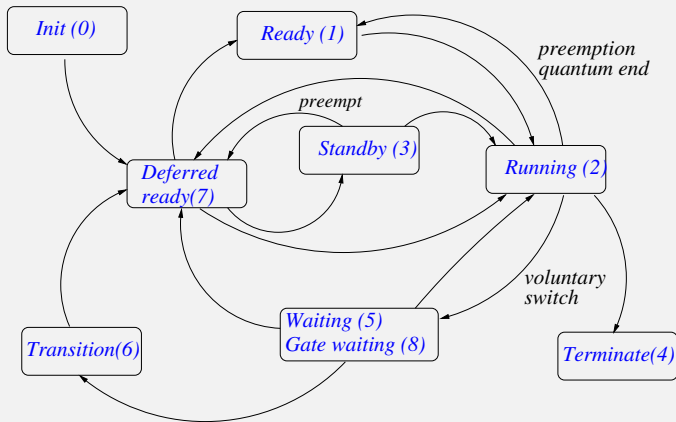 Init (0)
Ready (1)
preemption
quantum end
preempt
Standby (3)
Running (2)
Deferred
ready(7)
voluntary
switch
Waiting (5)
Gate waiting (8)
Transition(6)
Terminate(4)